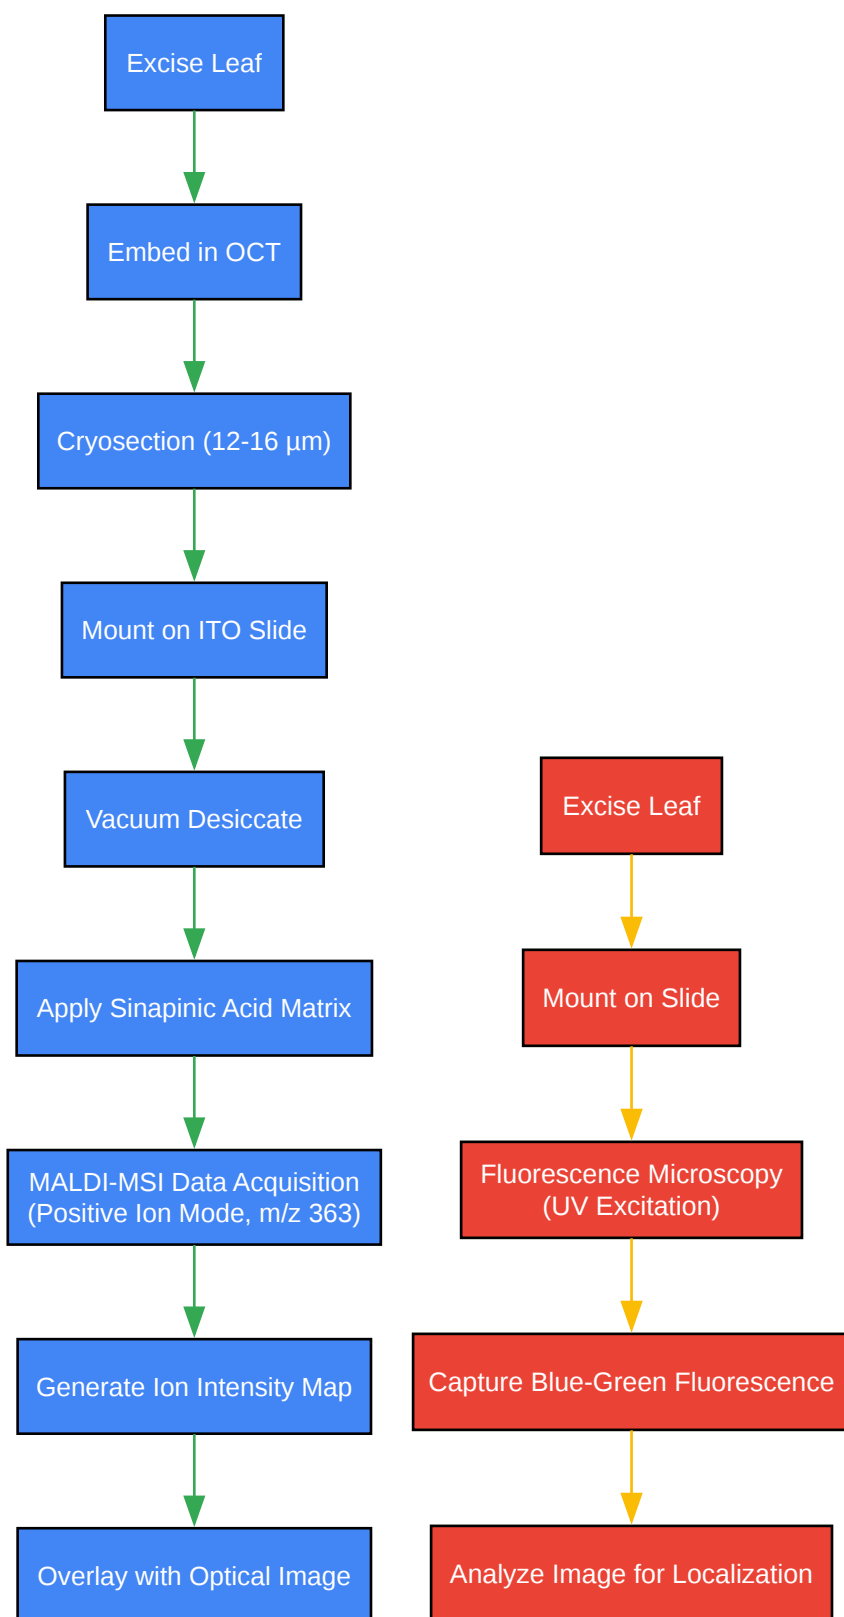 Excise Leaf
Embed in OCT
Cryosection (12-16 µm)
Mount on ITO Slide
Vacuum Desiccate
Apply Sinapinic Acid Matrix
MALDI-MSI Data Acquisition
(Positive Ion Mode, m/z 363)
Generate Ion Intensity Map
Overlay with Optical Image
Excise Leaf
Mount on Slide
Fluorescence Microscopy
(UV Excitation)
Capture Blue-Green Fluorescence
Analyze Image for Localization